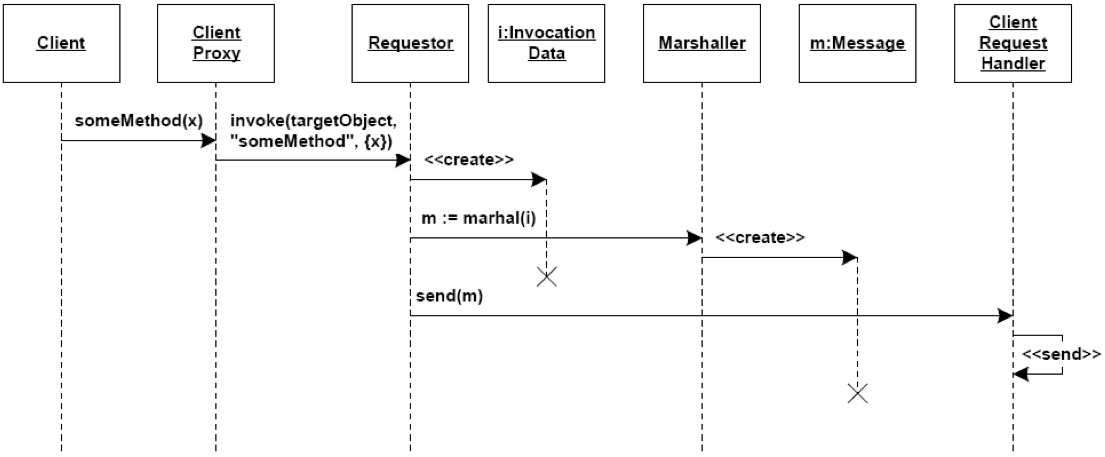 Client
Client
Proxy
Requestor
i:Invocation
Data
Marshaller
m:Message
Client
Request
Handler
someMethod(x)
invoke(targetObject,
"someMethod", {x})
<<create>>
m := marhal(i)
<<create>>
send(m)
<<send>>